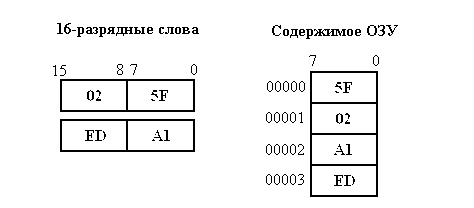 16-разрядные слова
Содержимое ОЗУ
15 8 7 0
02 5F
ED A1
7 0
00000 5F
00001 02
00002 A1
00003 ED